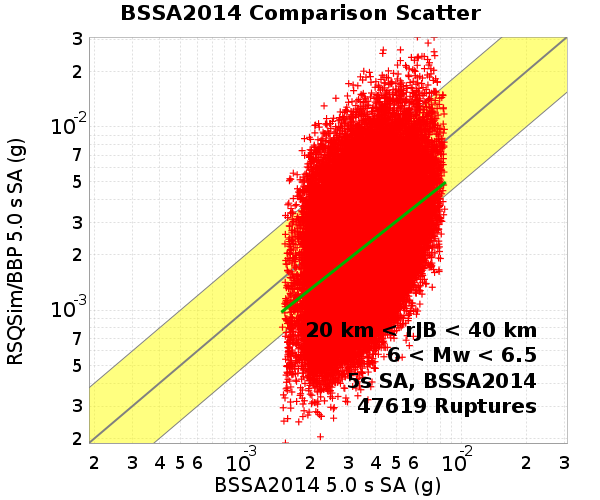 BSSA2014 Comparison Scatter
RSQSim/BBP 5.0 s SA (g)
3
2
10-2
7
5
3
2
10-3
7
5
3
2
20 km < rJB < 40 km
6 < Mw < 6.5
5s SA, BSSA2014
47619 Ruptures
2 3 4 5 6 10-3 2 3 4 5 6 10-2 2 3
BSSA2014 5.0 s SA (g)